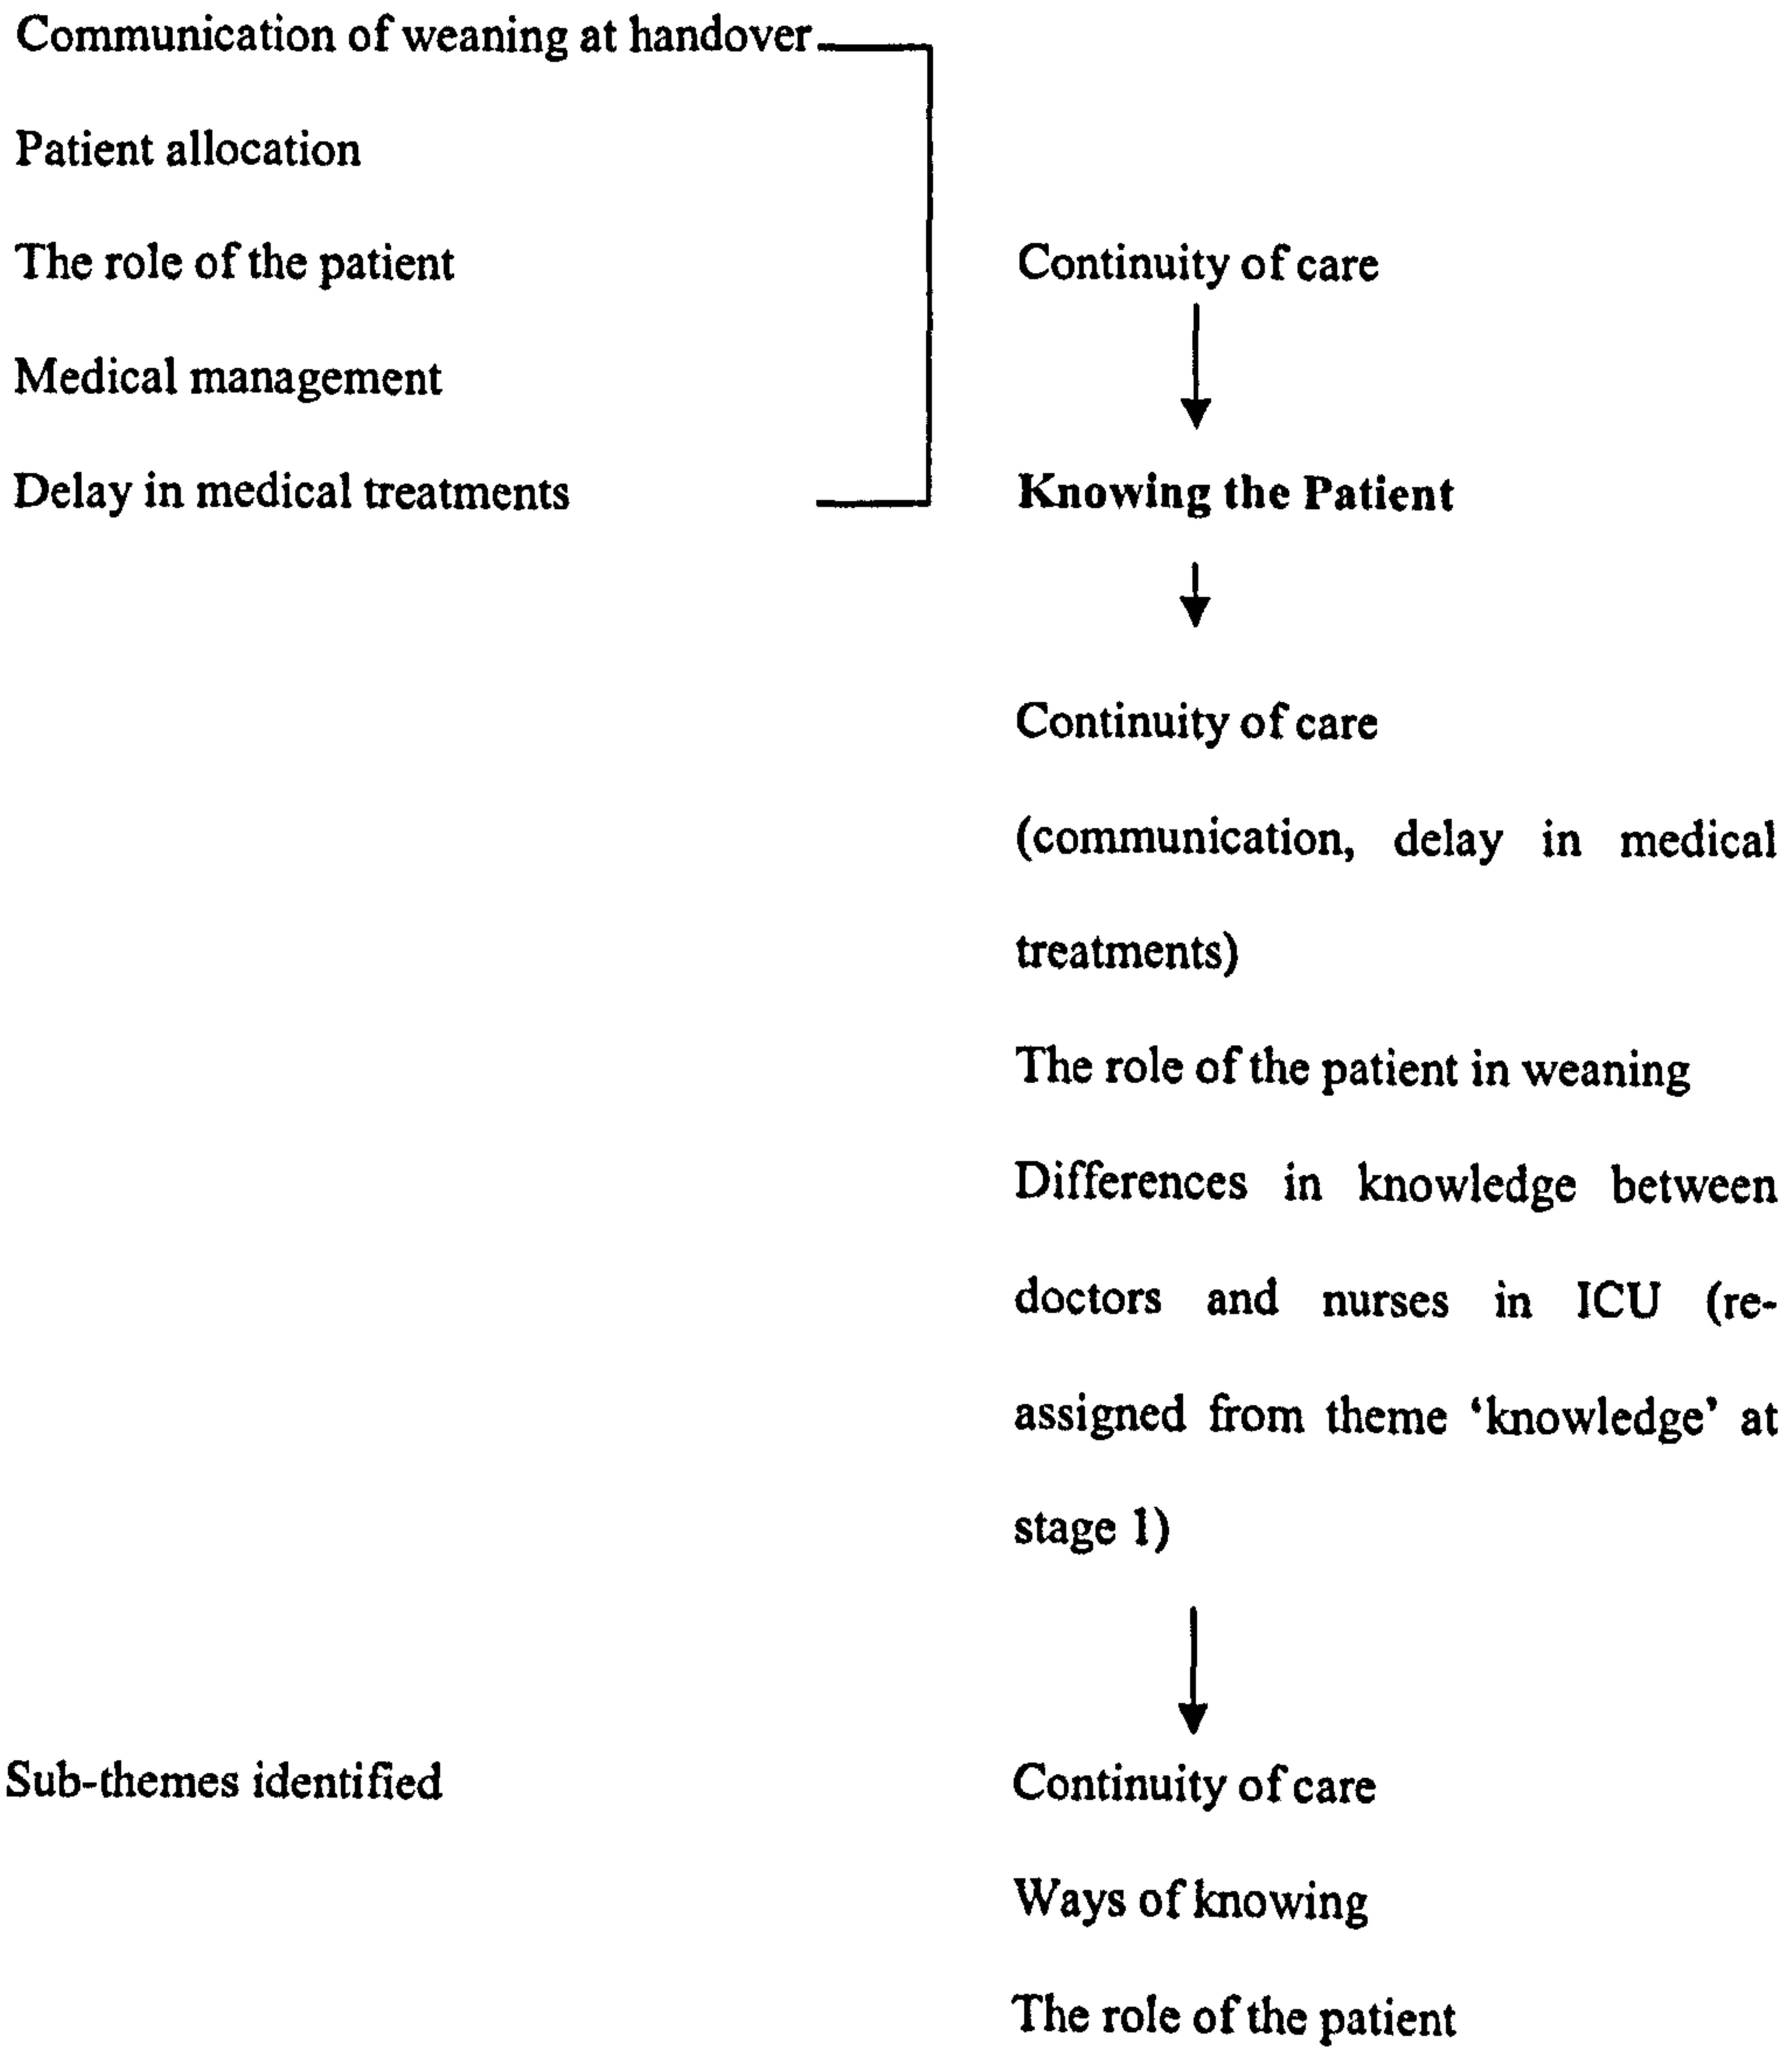 Communication of weaning at handover
Patient allocation
The role of the patient
Medical management
Delay in medical treatments
Continuity of care
Knowing the Patient
Continuity of care
(communication, delay in medical
treatments)
The role of the patient in weaning
Differences in knowledge between
doctors and nurses in ICU (re-
assigned from theme ‘knowledge’ at
stage 1)
Sub-themes identified
Continuity of care
Ways of knowing
The role of the patient